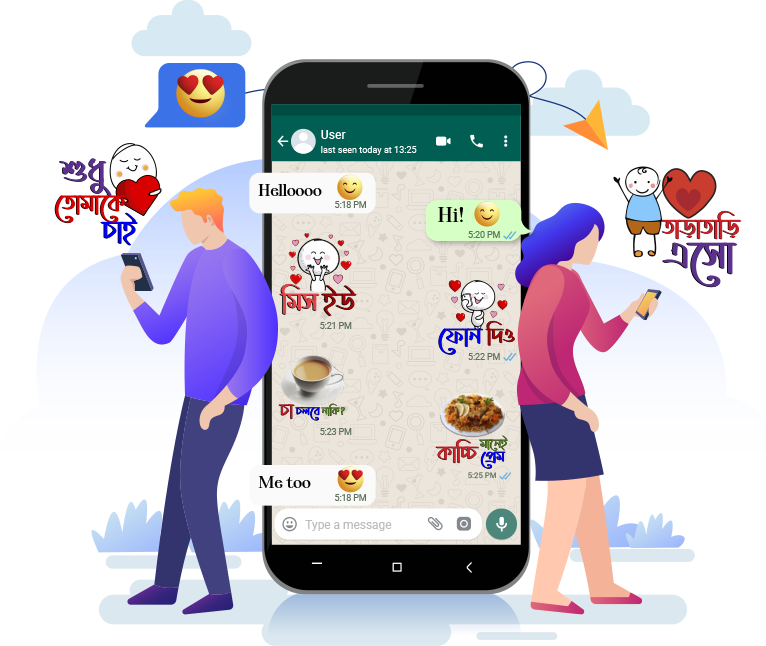 User
last seen today at 13:25
শুধু
তোমাকে
চাই
Helloooo
5:18 PM
Hi!
5:20 PM
তাড়াতাড়ি
এসো
মিস ইউ
5:21 PM
ফোন দিও
5:22 PM
চা চলবে নাকি?
5:23 PM
কাচ্চি মানেই
প্রেম
5:25 PM
Me too
5:18 PM
Type a message